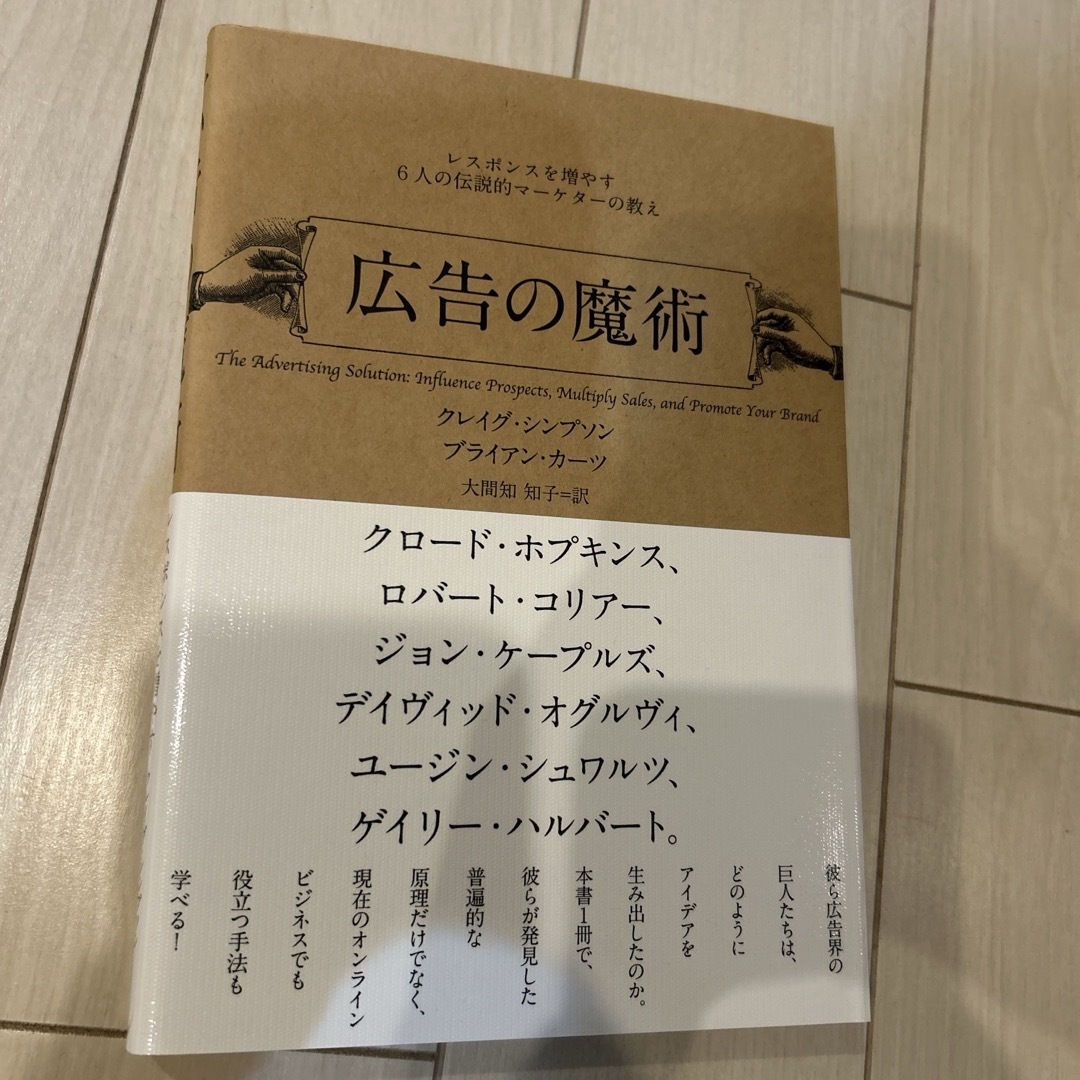 レスポンスを増やす
6人の伝説的マーケターの教え
広告の魔術
The Advertising Solution: Influence Prospects, Multiply Sales, and Promote Your Brand
クレイグ・シンプソン
ブライアン・カーツ
大間知 知子=訳
クロード・ホプキンス、
ロバート・コリアー、
ジョン・ケープルズ、
デイヴィッド・オグルヴィ、
ユージン・シュワルツ、
ゲイリー・ハルバート。
彼ら広告界の
巨人たちは、
どのように
アイデアを
生み出したのか。
本書1冊で、
彼らが発見した
普遍的な
原理だけでなく、
現在のオンライン
ビジネスでも
役立つ手法も
学べる!